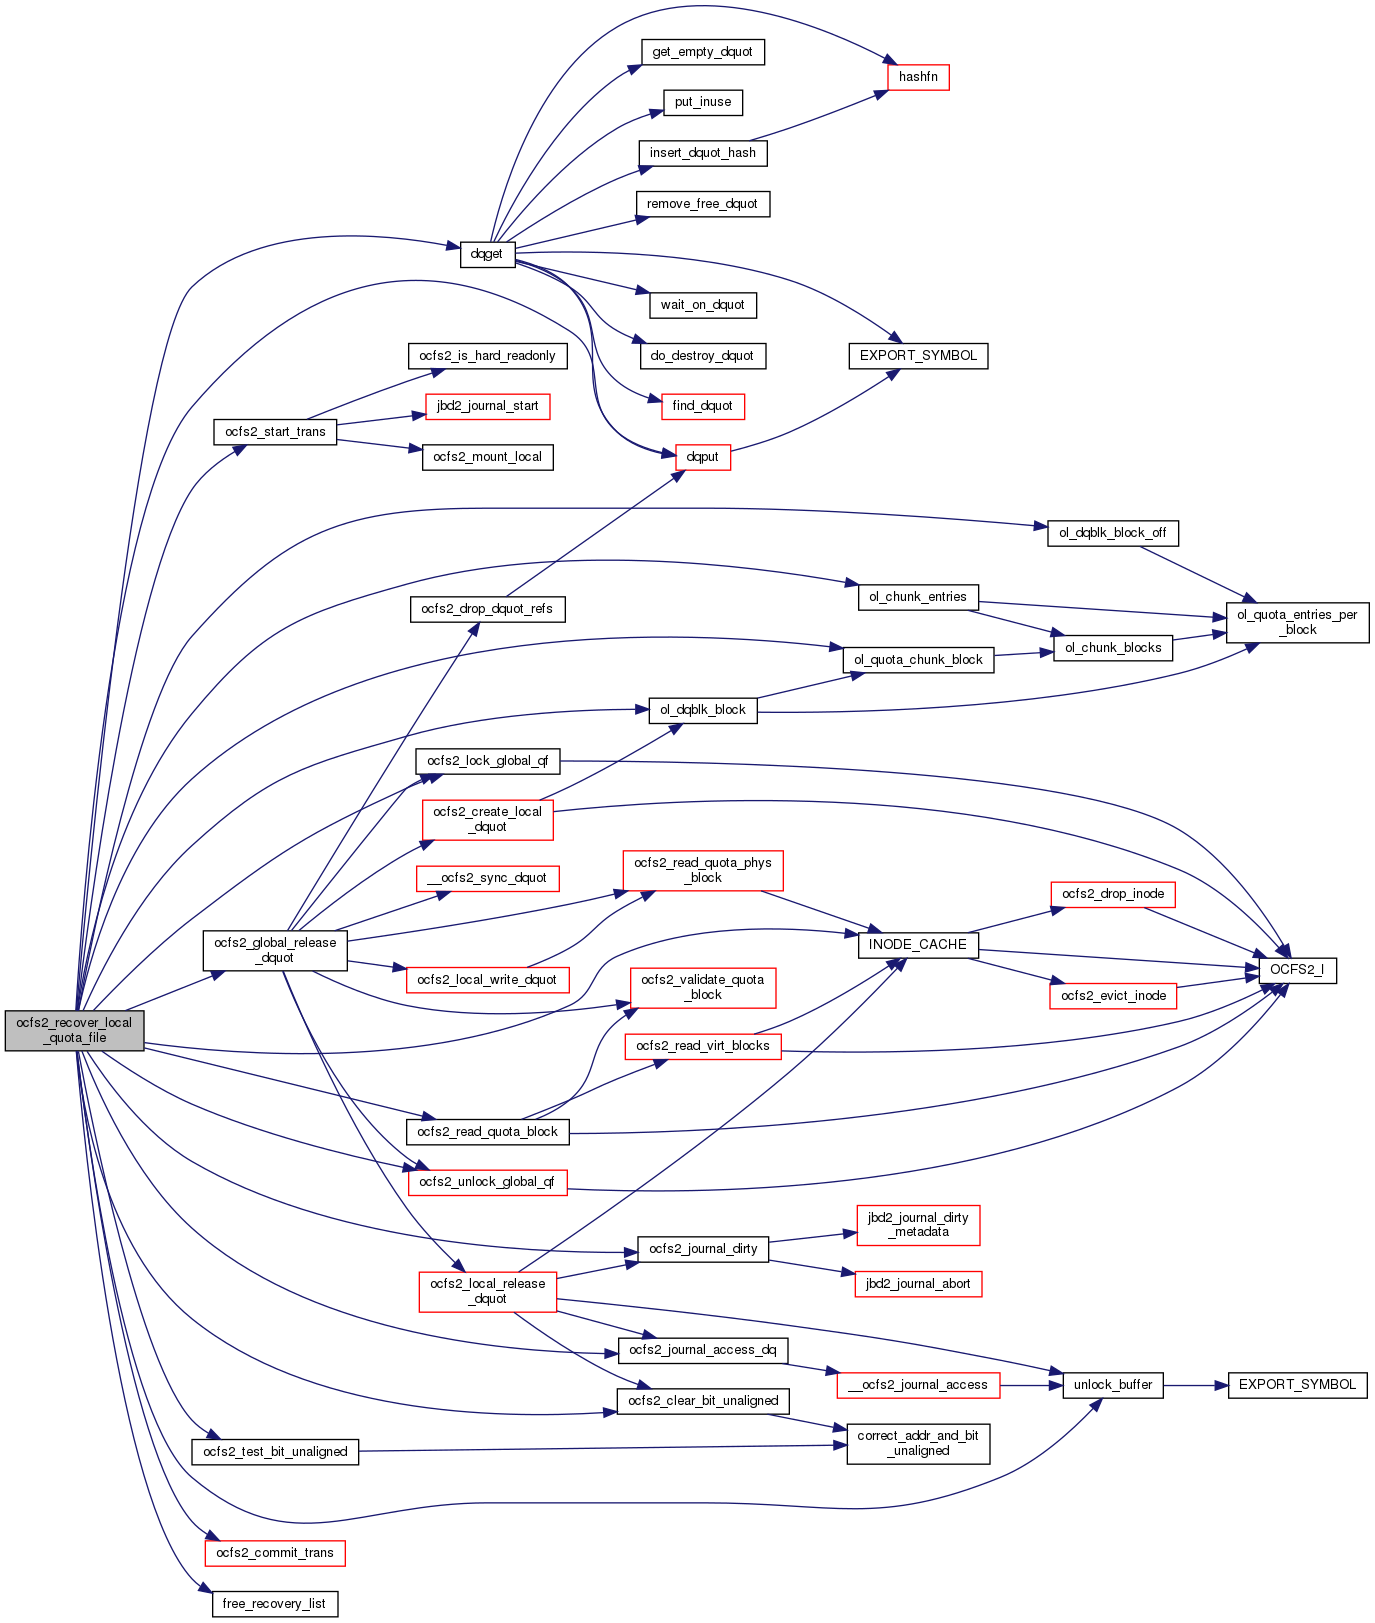 get_empty_dquot
hashfn
put_inuse
insert_dquot_hash
remove_free_dquot
dqget
wait_on_dquot
do_destroy_dquot
EXPORT_SYMBOL
ocfs2_is_hard_readonly
find_dquot
jbd2_journal_start
ocfs2_start_trans
ocfs2_mount_local
dqput
ol_dqblk_block_off
ocfs2_drop_dquot_refs
ol_chunk_entries
ol_quota_entries_per
_block
ol_chunk_blocks
ol_quota_chunk_block
ol_dqblk_block
ocfs2_lock_global_qf
ocfs2_create_local
_dquot
ocfs2_read_quota_phys
_block
__ocfs2_sync_dquot
ocfs2_drop_inode
ocfs2_global_release
_dquot
INODE_CACHE
OCFS2_I
ocfs2_local_write_dquot
ocfs2_validate_quota
_block
ocfs2_evict_inode
ocfs2_recover_local
_quota_file
ocfs2_read_virt_blocks
ocfs2_read_quota_block
ocfs2_unlock_global_qf
jbd2_journal_dirty
_metadata
ocfs2_journal_dirty
jbd2_journal_abort
ocfs2_local_release
_dquot
ocfs2_journal_access_dq
__ocfs2_journal_access
unlock_buffer
EXPORT_SYMBOL
ocfs2_clear_bit_unaligned
correct_addr_and_bit
_unaligned
ocfs2_test_bit_unaligned
ocfs2_commit_trans
free_recovery_list